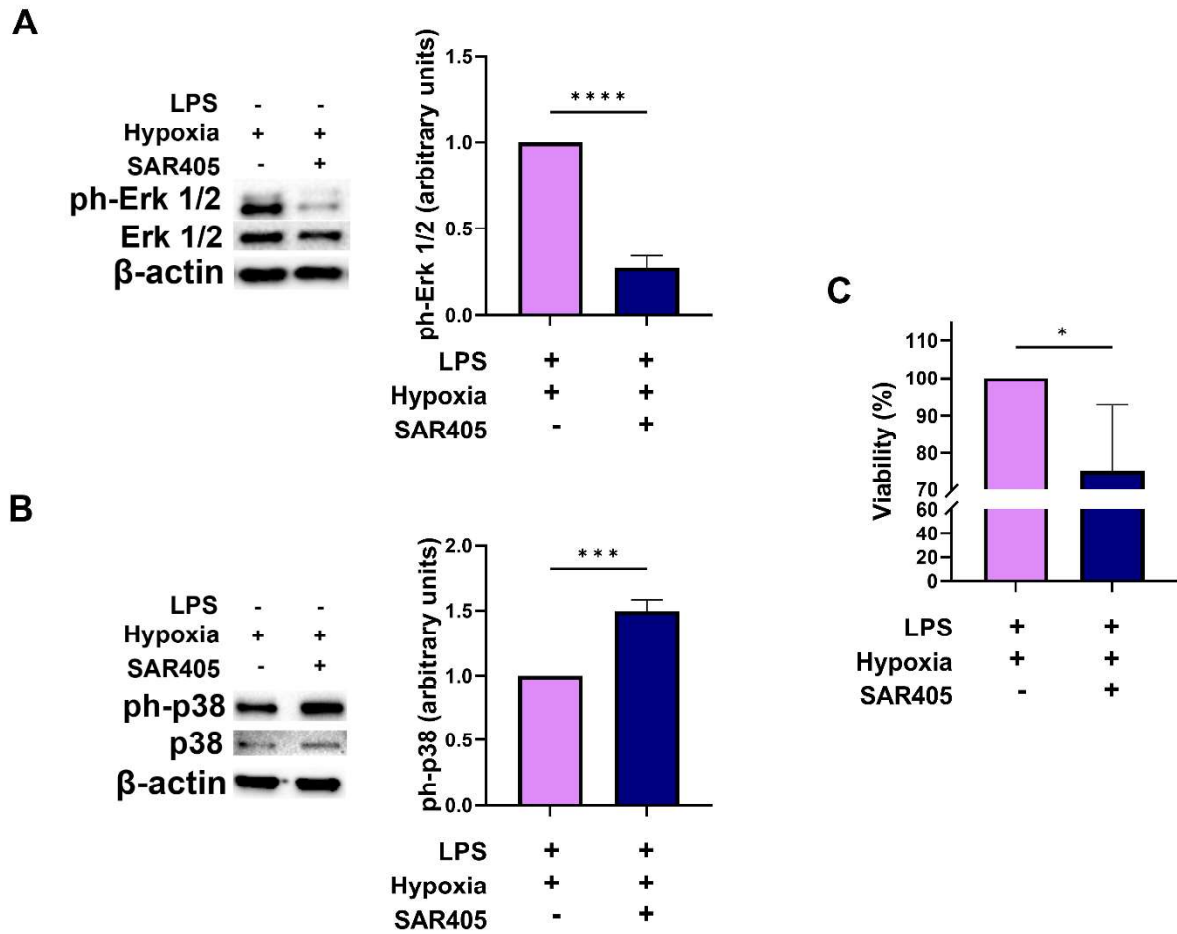 A
LPS - -
Hypoxia + +
SAR405 - +
ph-Erk 1/2
Erk 1/2
β-actin
ph-Erk 1/2 (arbitrary units)
1.5
1.0
0.5
0.0
****
LPS + +
Hypoxia + +
SAR405 - +
B
LPS - -
Hypoxia + +
SAR405 - +
ph-p38
p38
β-actin
ph-p38 (arbitrary units)
2.0
1.5
1.0
0.5
0.0
***
LPS + +
Hypoxia + +
SAR405 - +
C
Viability (%)
110
100
90
80
70
60
40
20
0
*
LPS + +
Hypoxia + +
SAR405 - +